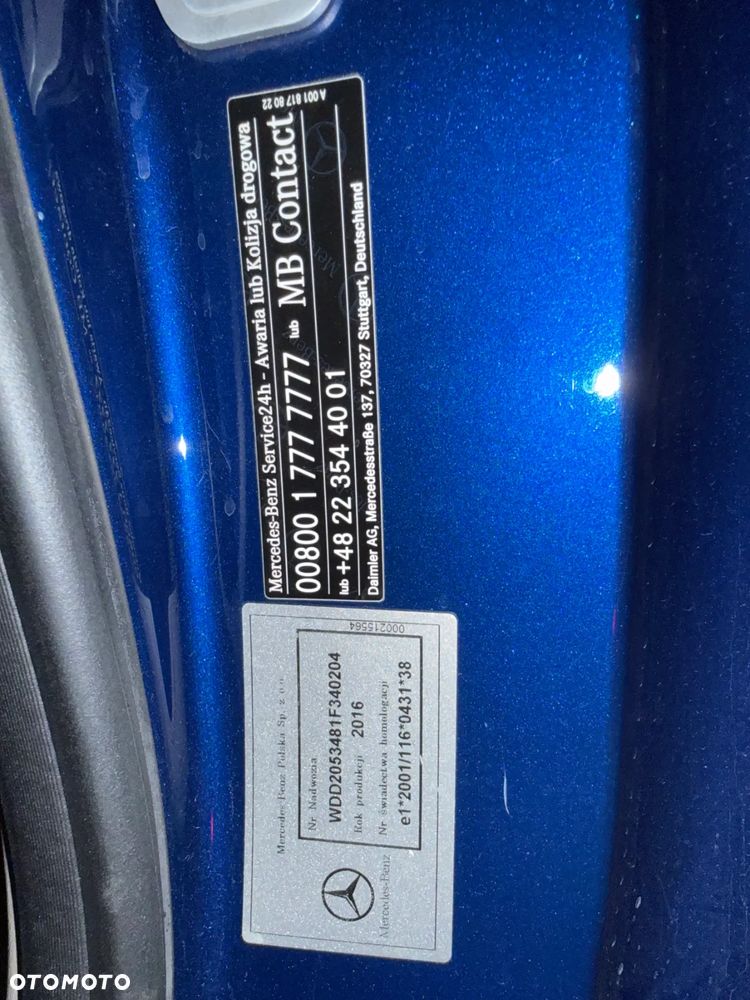 A 001 817 80 22
Mercedes-Benz Service24h - Awaria lub Kolizja drogowa
00800 1 777 7777 lub MB Contact
lub +48 22 354 40 01
Daimler AG, Mercedesstraße 137, 70327 Stuttgart, Deutschland
Mercedes-Benz Polska Sp. z o.o.
Nr Nadwozia
WDD2053481F340204
Rok produkcji 2016
Nr świadectwa homologacji
e1*2001/116*0431*38
Mercedes-Benz
000215564
OTOMOTO